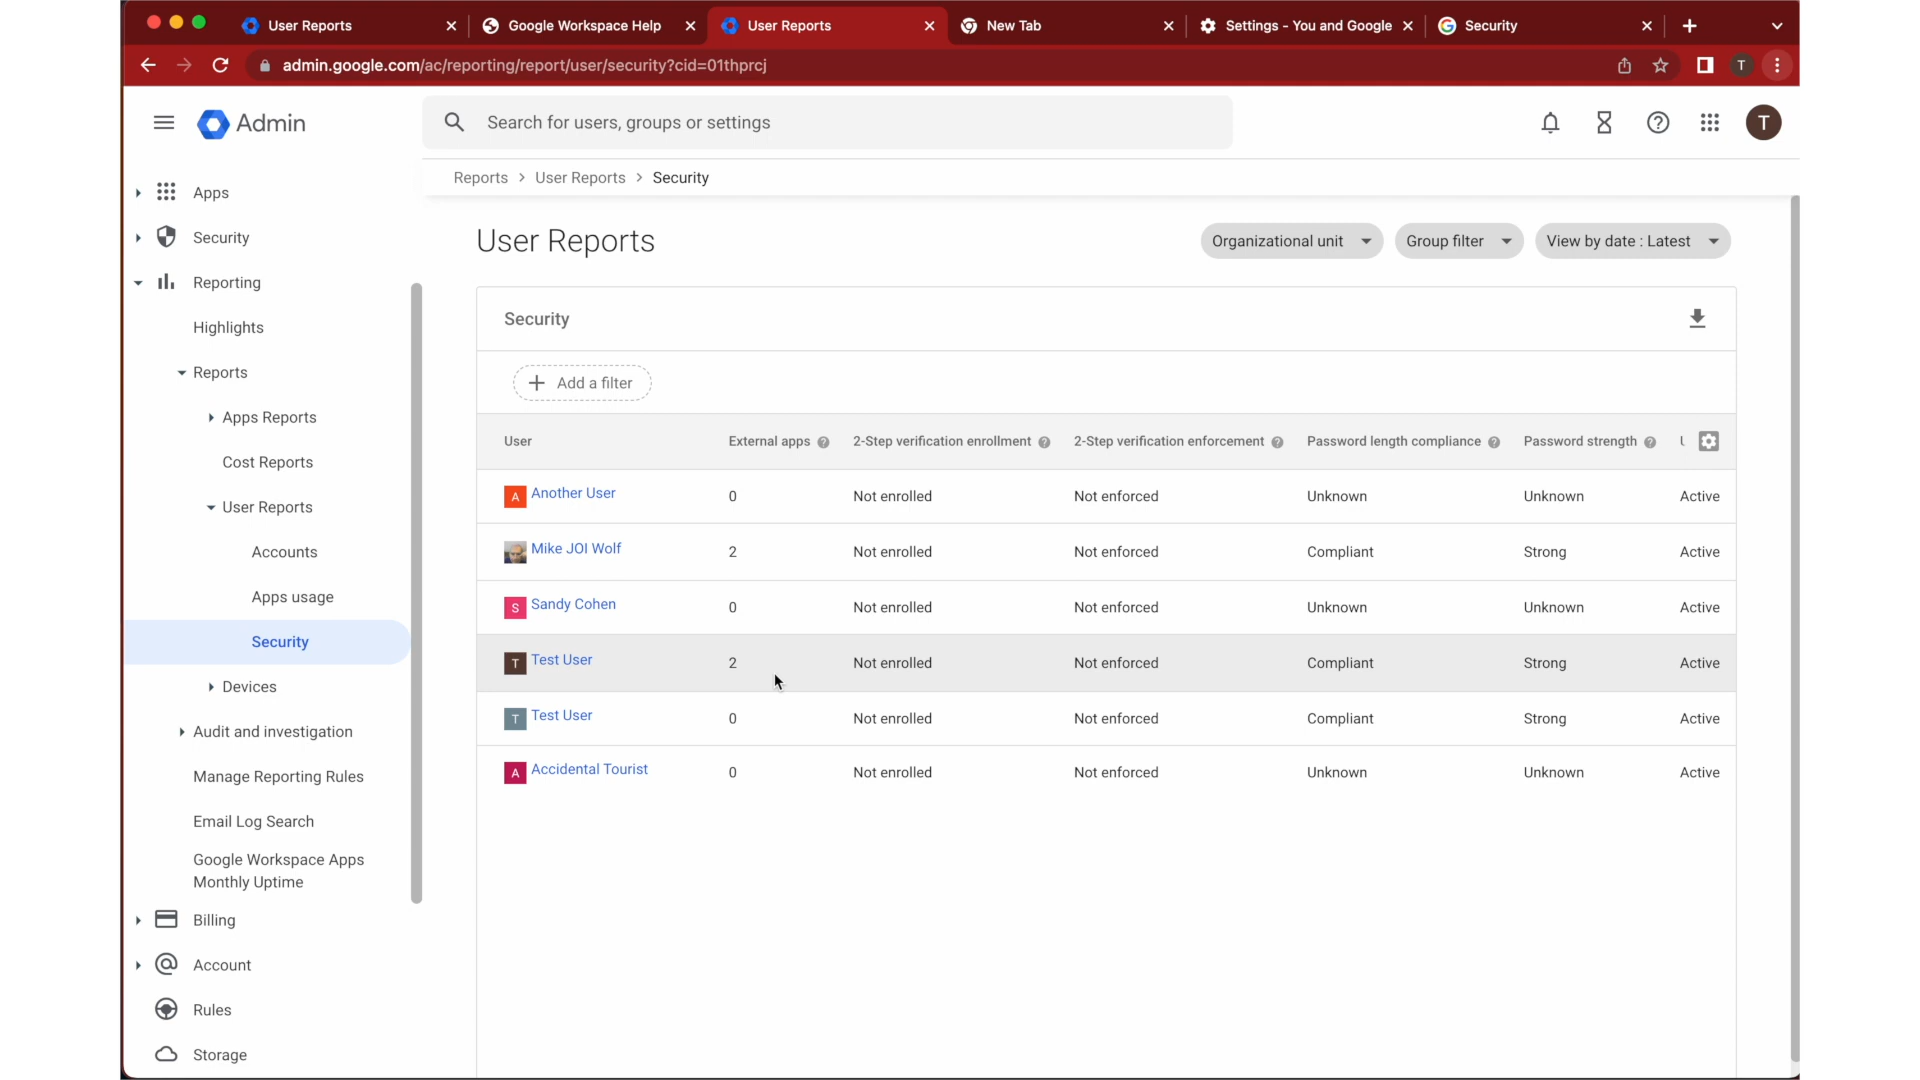 User Reports
Google Workspace Help
User Reports
New Tab
Settings - You and Google
Security
admin.google.com/ac/reporting/report/user/security?cid=01thprcj
T
Admin
Search for users, groups or settings
T
Reports > User Reports > Security
Apps
Security
Reporting
Highlights
Reports
Apps Reports
Cost Reports
User Reports
Accounts
Apps usage
Security
Devices
Audit and investigation
Manage Reporting Rules
Email Log Search
Google Workspace Apps
Monthly Uptime
Billing
Account
Rules
Storage
User Reports
Organizational unit
Group filter
View by date : Latest
Security
Add a filter
User External apps 2-Step verification enrollment 2-Step verification enforcement Password length compliance Password strength
A Another User 0 Not enrolled Not enforced Unknown Unknown Active
Mike JOI Wolf 2 Not enrolled Not enforced Compliant Strong Active
S Sandy Cohen 0 Not enrolled Not enforced Unknown Unknown Active
T Test User 2 Not enrolled Not enforced Compliant Strong Active
T Test User 0 Not enrolled Not enforced Compliant Strong Active
A Accidental Tourist 0 Not enrolled Not enforced Unknown Unknown Active